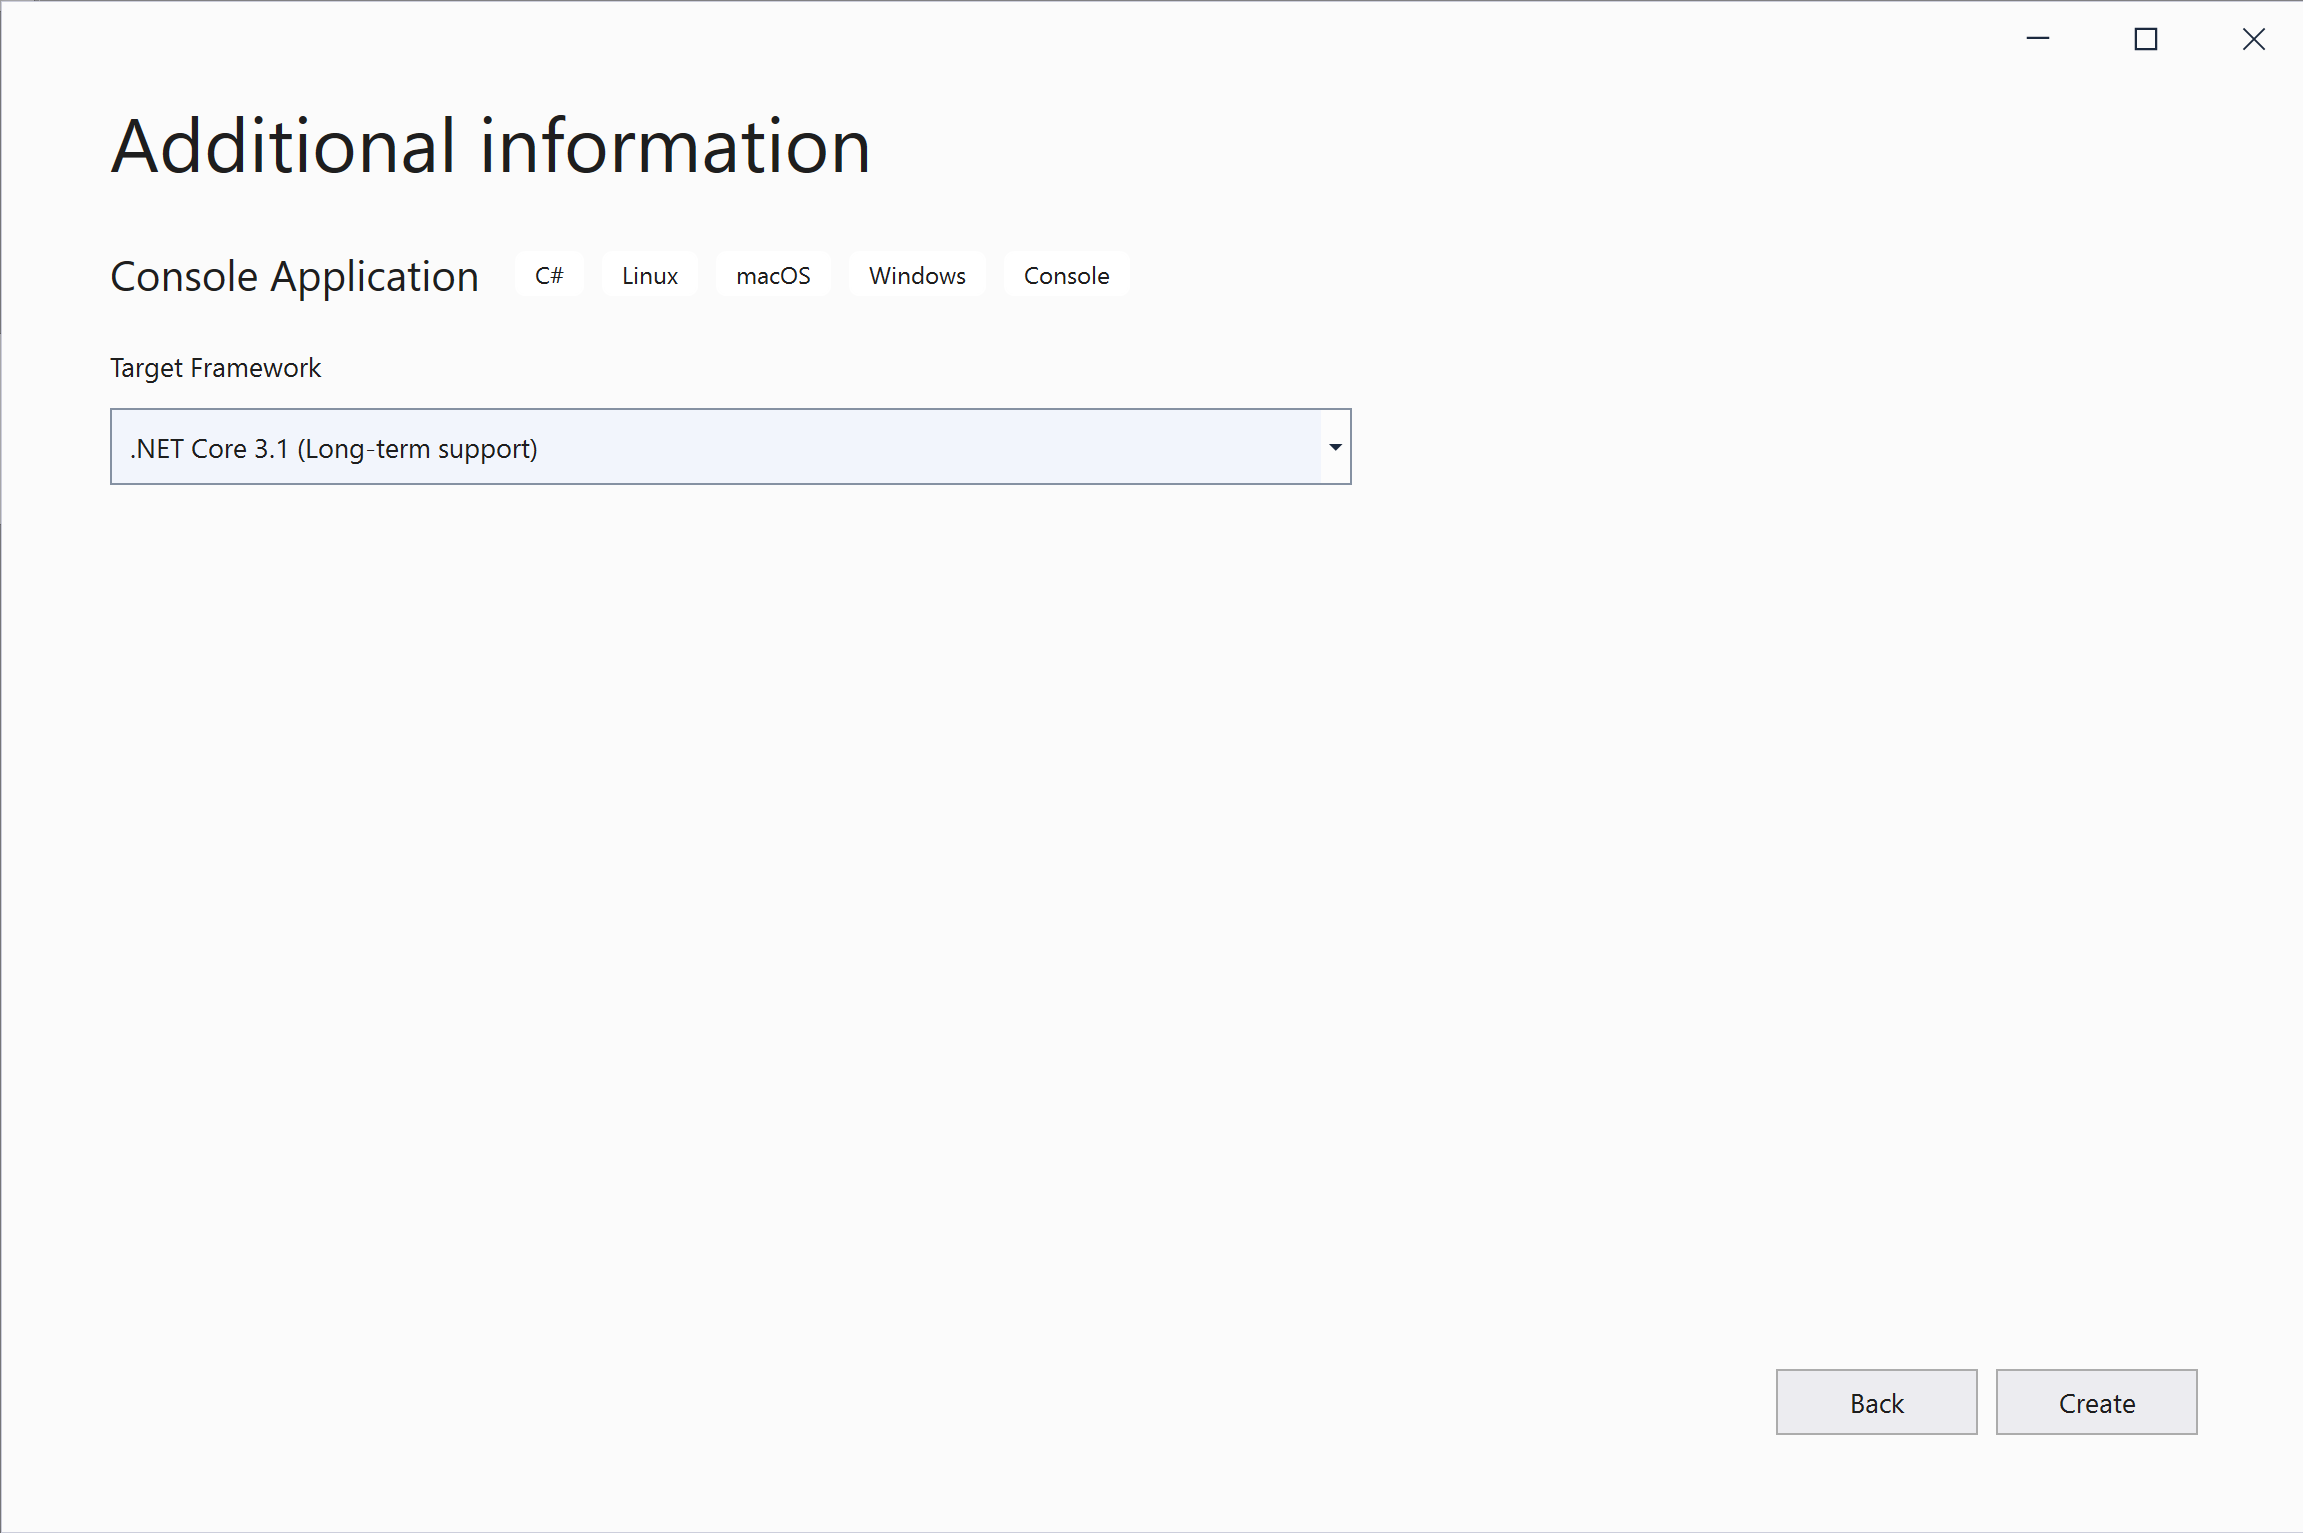 Additional information
Console Application C# Linux macOS Windows Console
Target Framework
.NET Core 3.1 (Long-term support)
Back Create